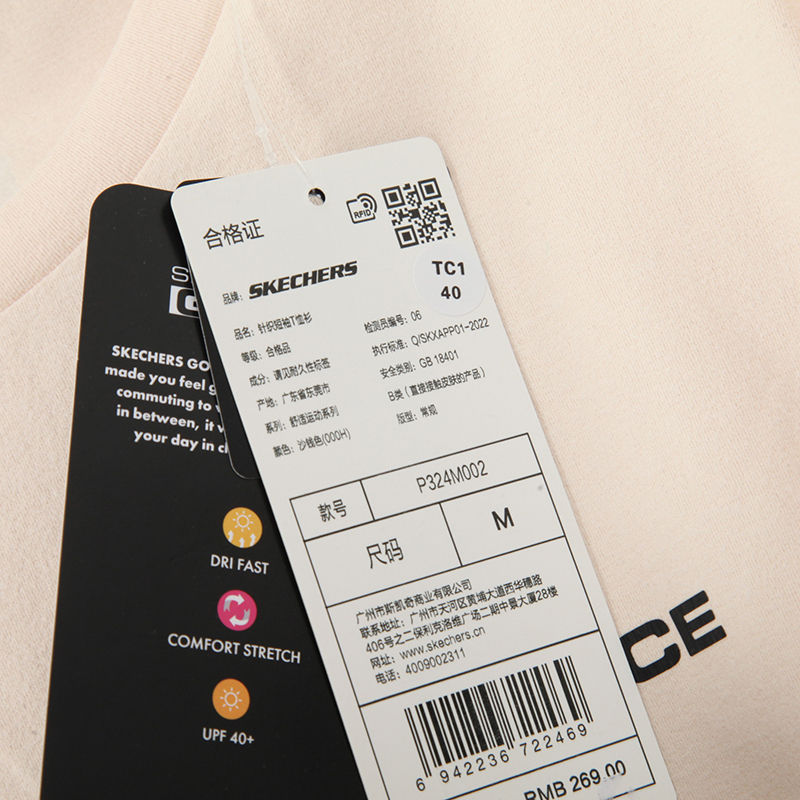 合格证
RFID
TC1
40
品牌: SKECHERS
品名: 针织短袖T恤衫
等级: 合格品
成分: 请见耐久性标签
产地: 广东省东莞市
系列: 舒适运动系列
颜色: 沙钱色(000H)
检测员编号: 06
执行标准: Q/SKXAPP01-2022
安全类别: GB 18401
B类 (直接接触皮肤的产品)
版型: 常规
款号 P324M002
尺码 M
广州市斯凯奇商业有限公司
联系地址: 广州市天河区黄埔大道西华穗路
406号之二保利克洛维广场二期中景大厦28楼
网址: www.skechers.cn
电话: 4009002311
6 942236 722469
RMB 269.00
SKECHERS GO
made you feel
commuting to
in between, it
your day in
DRI FAST
COMFORT STRETCH
UPF 40+
CE